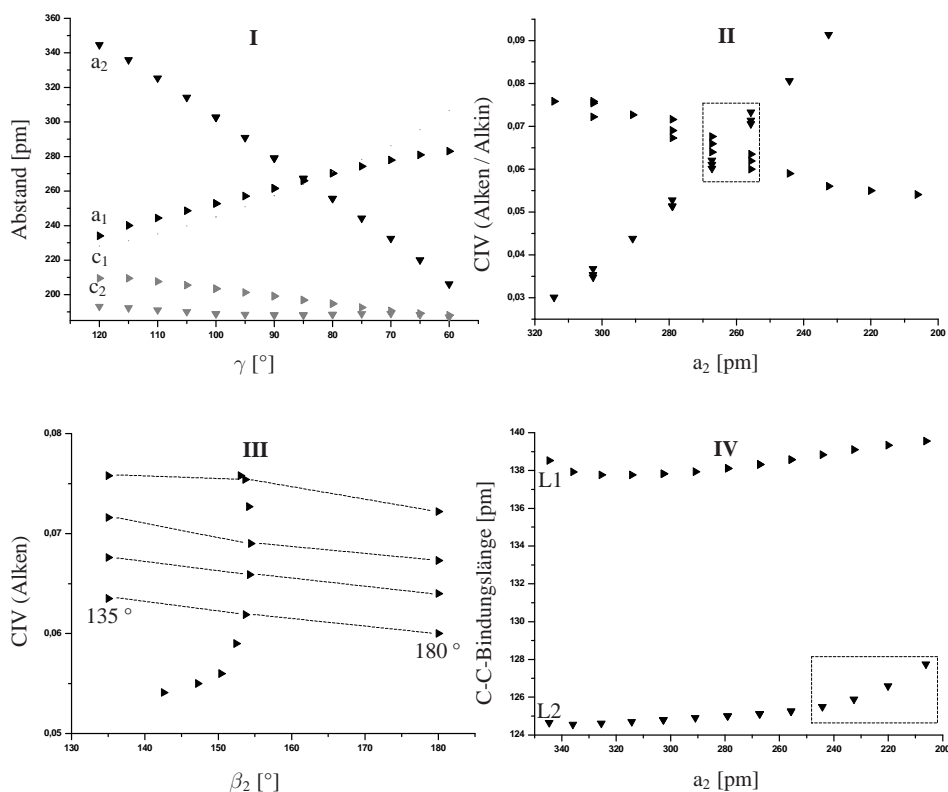 I
Abstand [pm]
360
340
320
300
280
260
240
220
200
a₂
a₁
c₁
c₂
120 110 100 90 80 70 60
γ [°]
II
CIV (Alken / Alkin)
0,09
0,08
0,07
0,06
0,05
0,04
0,03
320 300 280 260 240 220 200
a₂ [pm]
III
CIV (Alken)
0,08
0,07
0,06
0,05
135 °
180 °
130 140 150 160 170 180
β₂ [°]
IV
C-C-Bindungslänge [pm]
140
138
136
134
132
130
128
126
124
L1
L2
340 320 300 280 260 240 220 200
a₂ [pm]